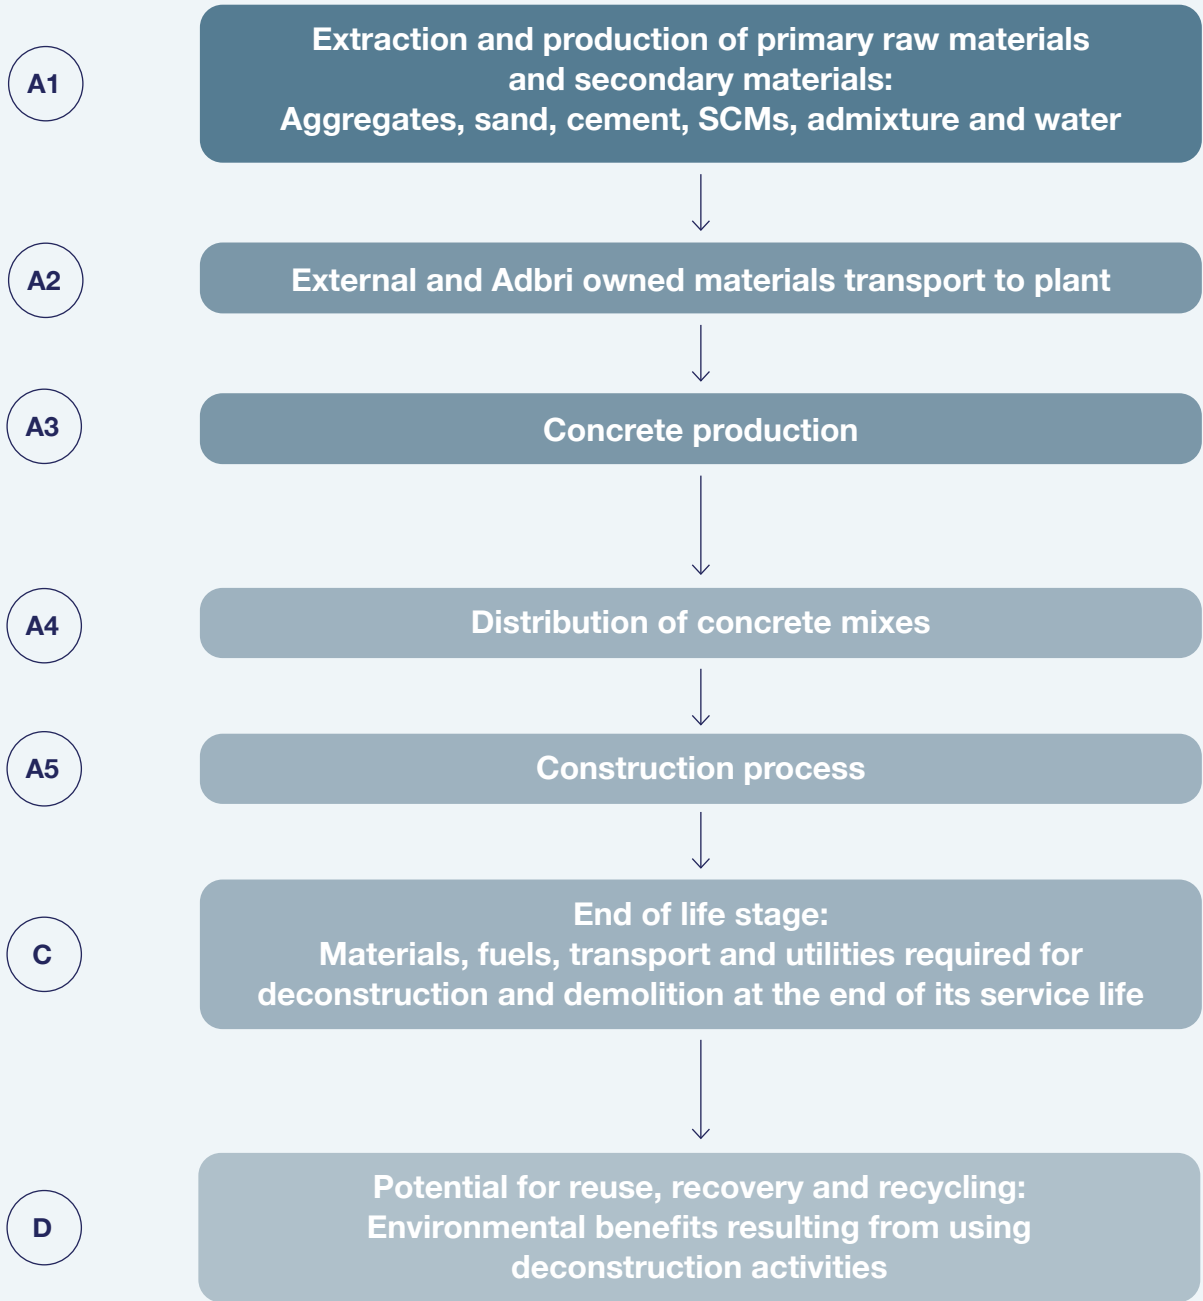 A1
Extraction and production of primary raw materials
and secondary materials:
Aggregates, sand, cement, SCMs, admixture and water
A2
External and Adbri owned materials transport to plant
A3
Concrete production
A4
Distribution of concrete mixes
A5
Construction process
C
End of life stage:
Materials, fuels, transport and utilities required for
deconstruction and demolition at the end of its service life
D
Potential for reuse, recovery and recycling:
Environmental benefits resulting from using
deconstruction activities